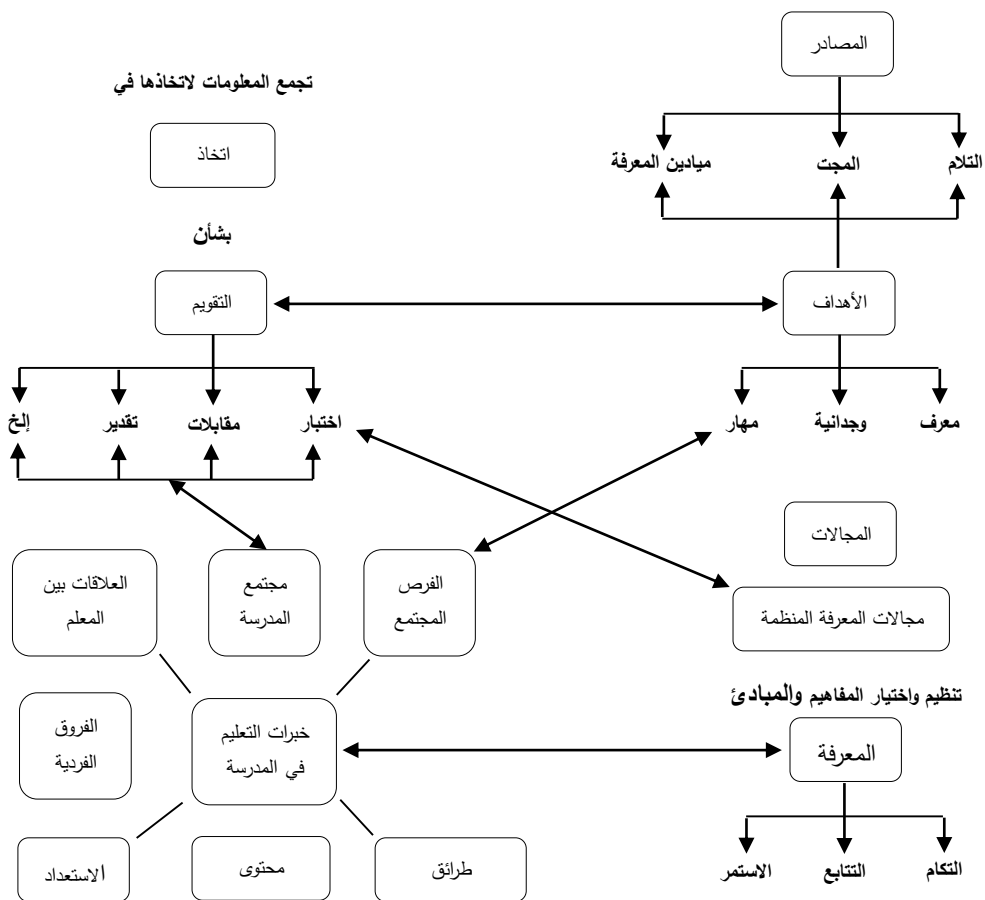 المصادر
تجمع المعلومات لاتخاذها في
اتخاذ
التلام
المجت
ميادين المعرفة
بشأن
الأهداف
التقويم
معرف
وجدانية
مهار
اختبار
مقابلات
تقدير
إلخ
المجالات
مجالات المعرفة المنظمة
الفرص
المجتمع
مجتمع
المدرسة
العلاقات بين
المعلم
تنظيم واختيار المفاهيم والمبادئ
المعرفة
خبرات التعليم
في المدرسة
الفروق
الفردية
التكام
التتابع
الاستمر
طرائق
محتوى
الاستعداد